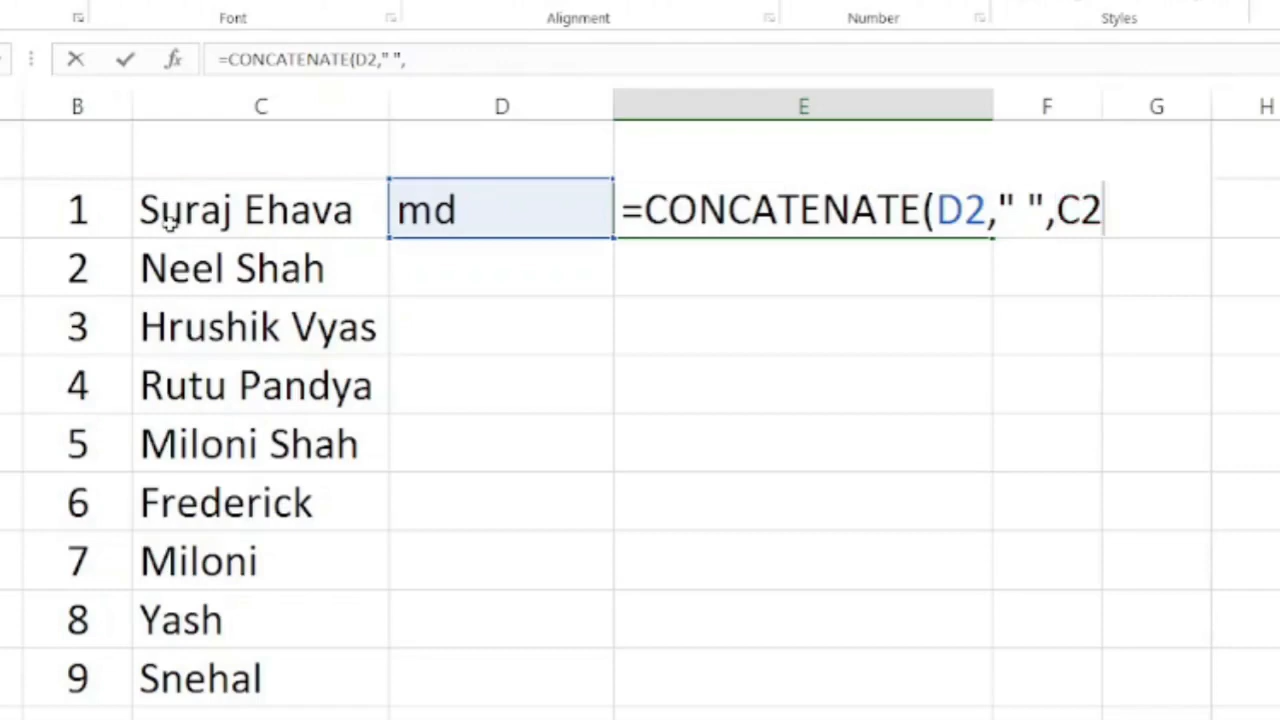 Font Alignment Number Styles
fx =CONCATENATE(D2," ",
B C D E F G H
1 Suraj Ehava md =CONCATENATE(D2," ",C2
2 Neel Shah
3 Hrushik Vyas
4 Rutu Pandya
5 Miloni Shah
6 Frederick
7 Miloni
8 Yash
9 Snehal